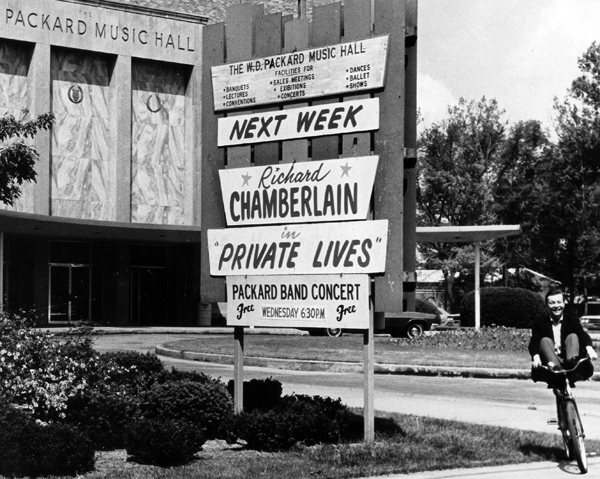 PACKARD MUSIC HALL
THE W.D. PACKARD MUSIC HALL
FACILITIES FOR
•BANQUETS •SALES MEETINGS •DANCES
•LECTURES •EXIBITIONS •BALLET
•CONVENTIONS •CONCERTS •SHOWS
NEXT WEEK
Richard
CHAMBERLAIN
in
"PRIVATE LIVES"
PACKARD BAND CONCERT
Free WEDNESDAY 6:30PM. Free